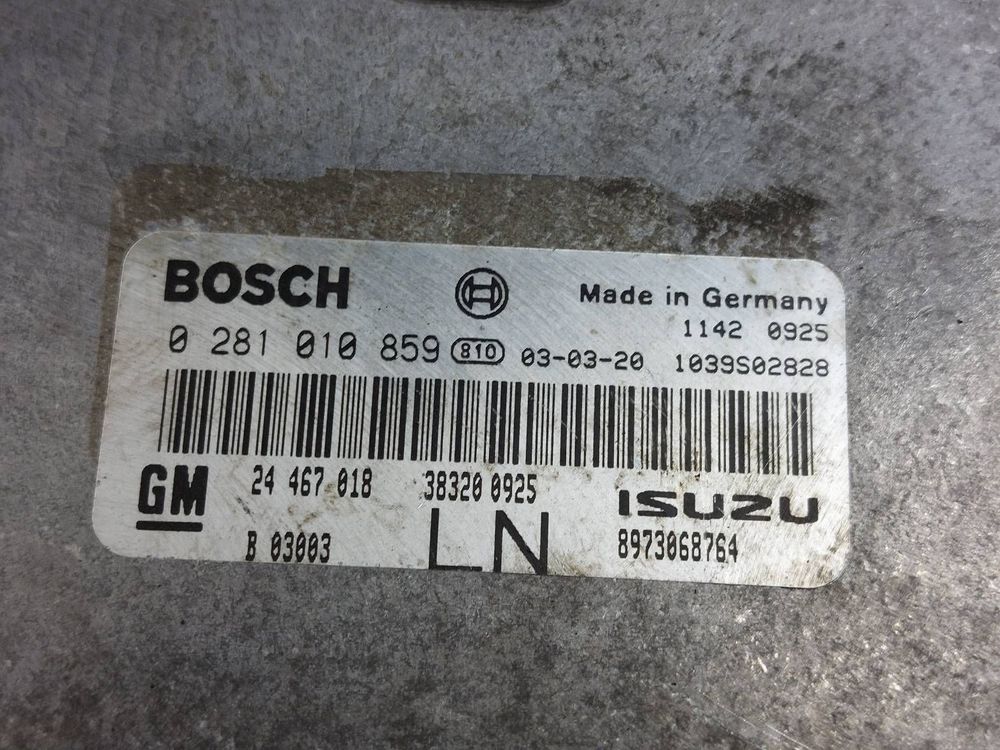 BOSCH Made in Germany
1142 0925
0 281 010 859 810 03-03-20 1039S02828
GM 24 467 018 38320 0925 ISUZU
B 03003 LN 8973068764